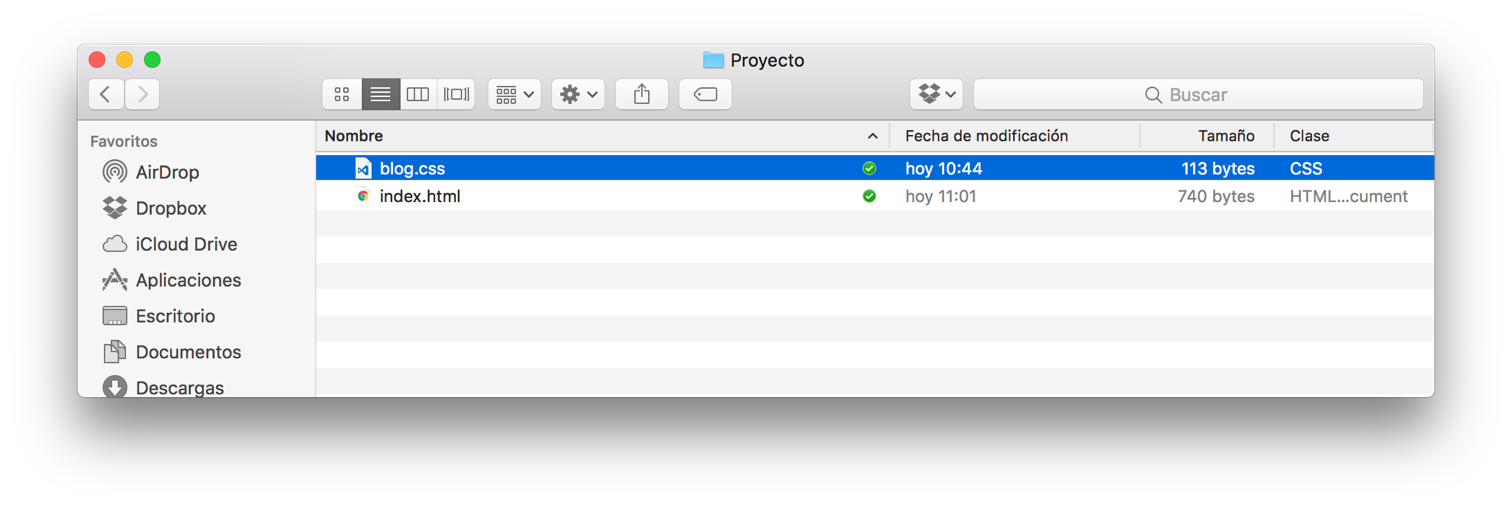 Proyecto
Buscar
Favoritos
AirDrop
Dropbox
iCloud Drive
Aplicaciones
Escritorio
Documentos
Descargas
Nombre Fecha de modificación Tamaño Clase
blog.css hoy 10:44 113 bytes CSS
index.html hoy 11:01 740 bytes HTML...cument